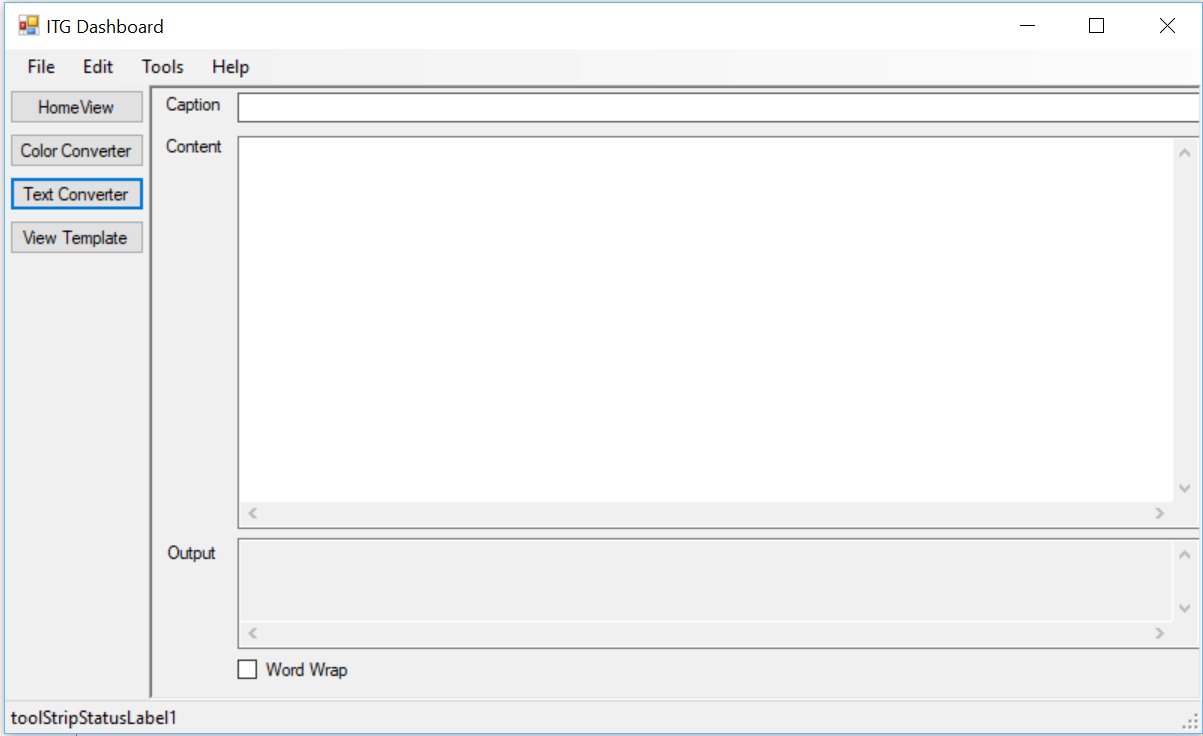 ITG Dashboard
File Edit Tools Help
HomeView
Color Converter
Text Converter
View Template
Caption
Content
Output
Word Wrap
toolStripStatusLabel1